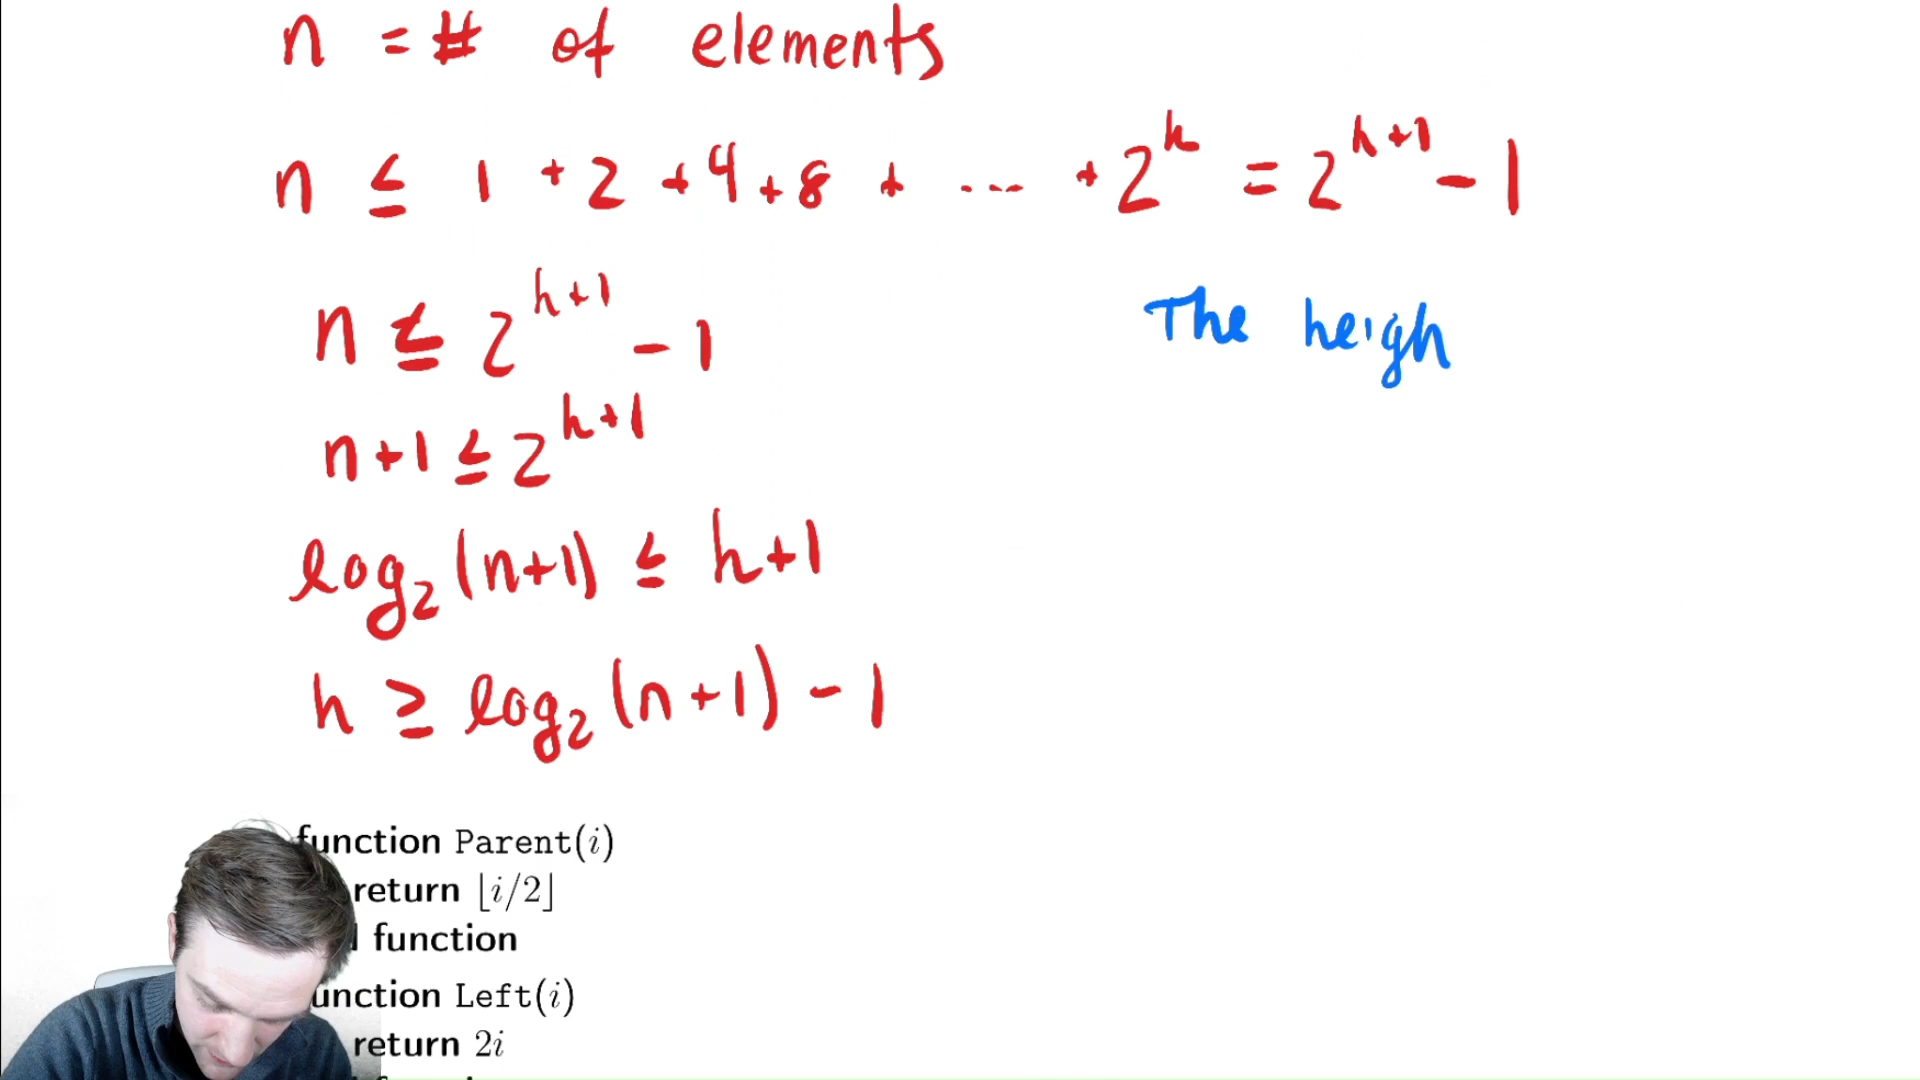 n = # of elements
n ≤ 1 + 2 + 4 + 8 + ... + 2^h = 2^{h+1} - 1
n ≤ 2^{h+1} - 1
The heigh
n+1 ≤ 2^{h+1}
log₂(n+1) ≤ h+1
h ≥ log₂(n+1) - 1
function Parent(i)
return ⌊i/2⌋
function
function Left(i)
return 2i